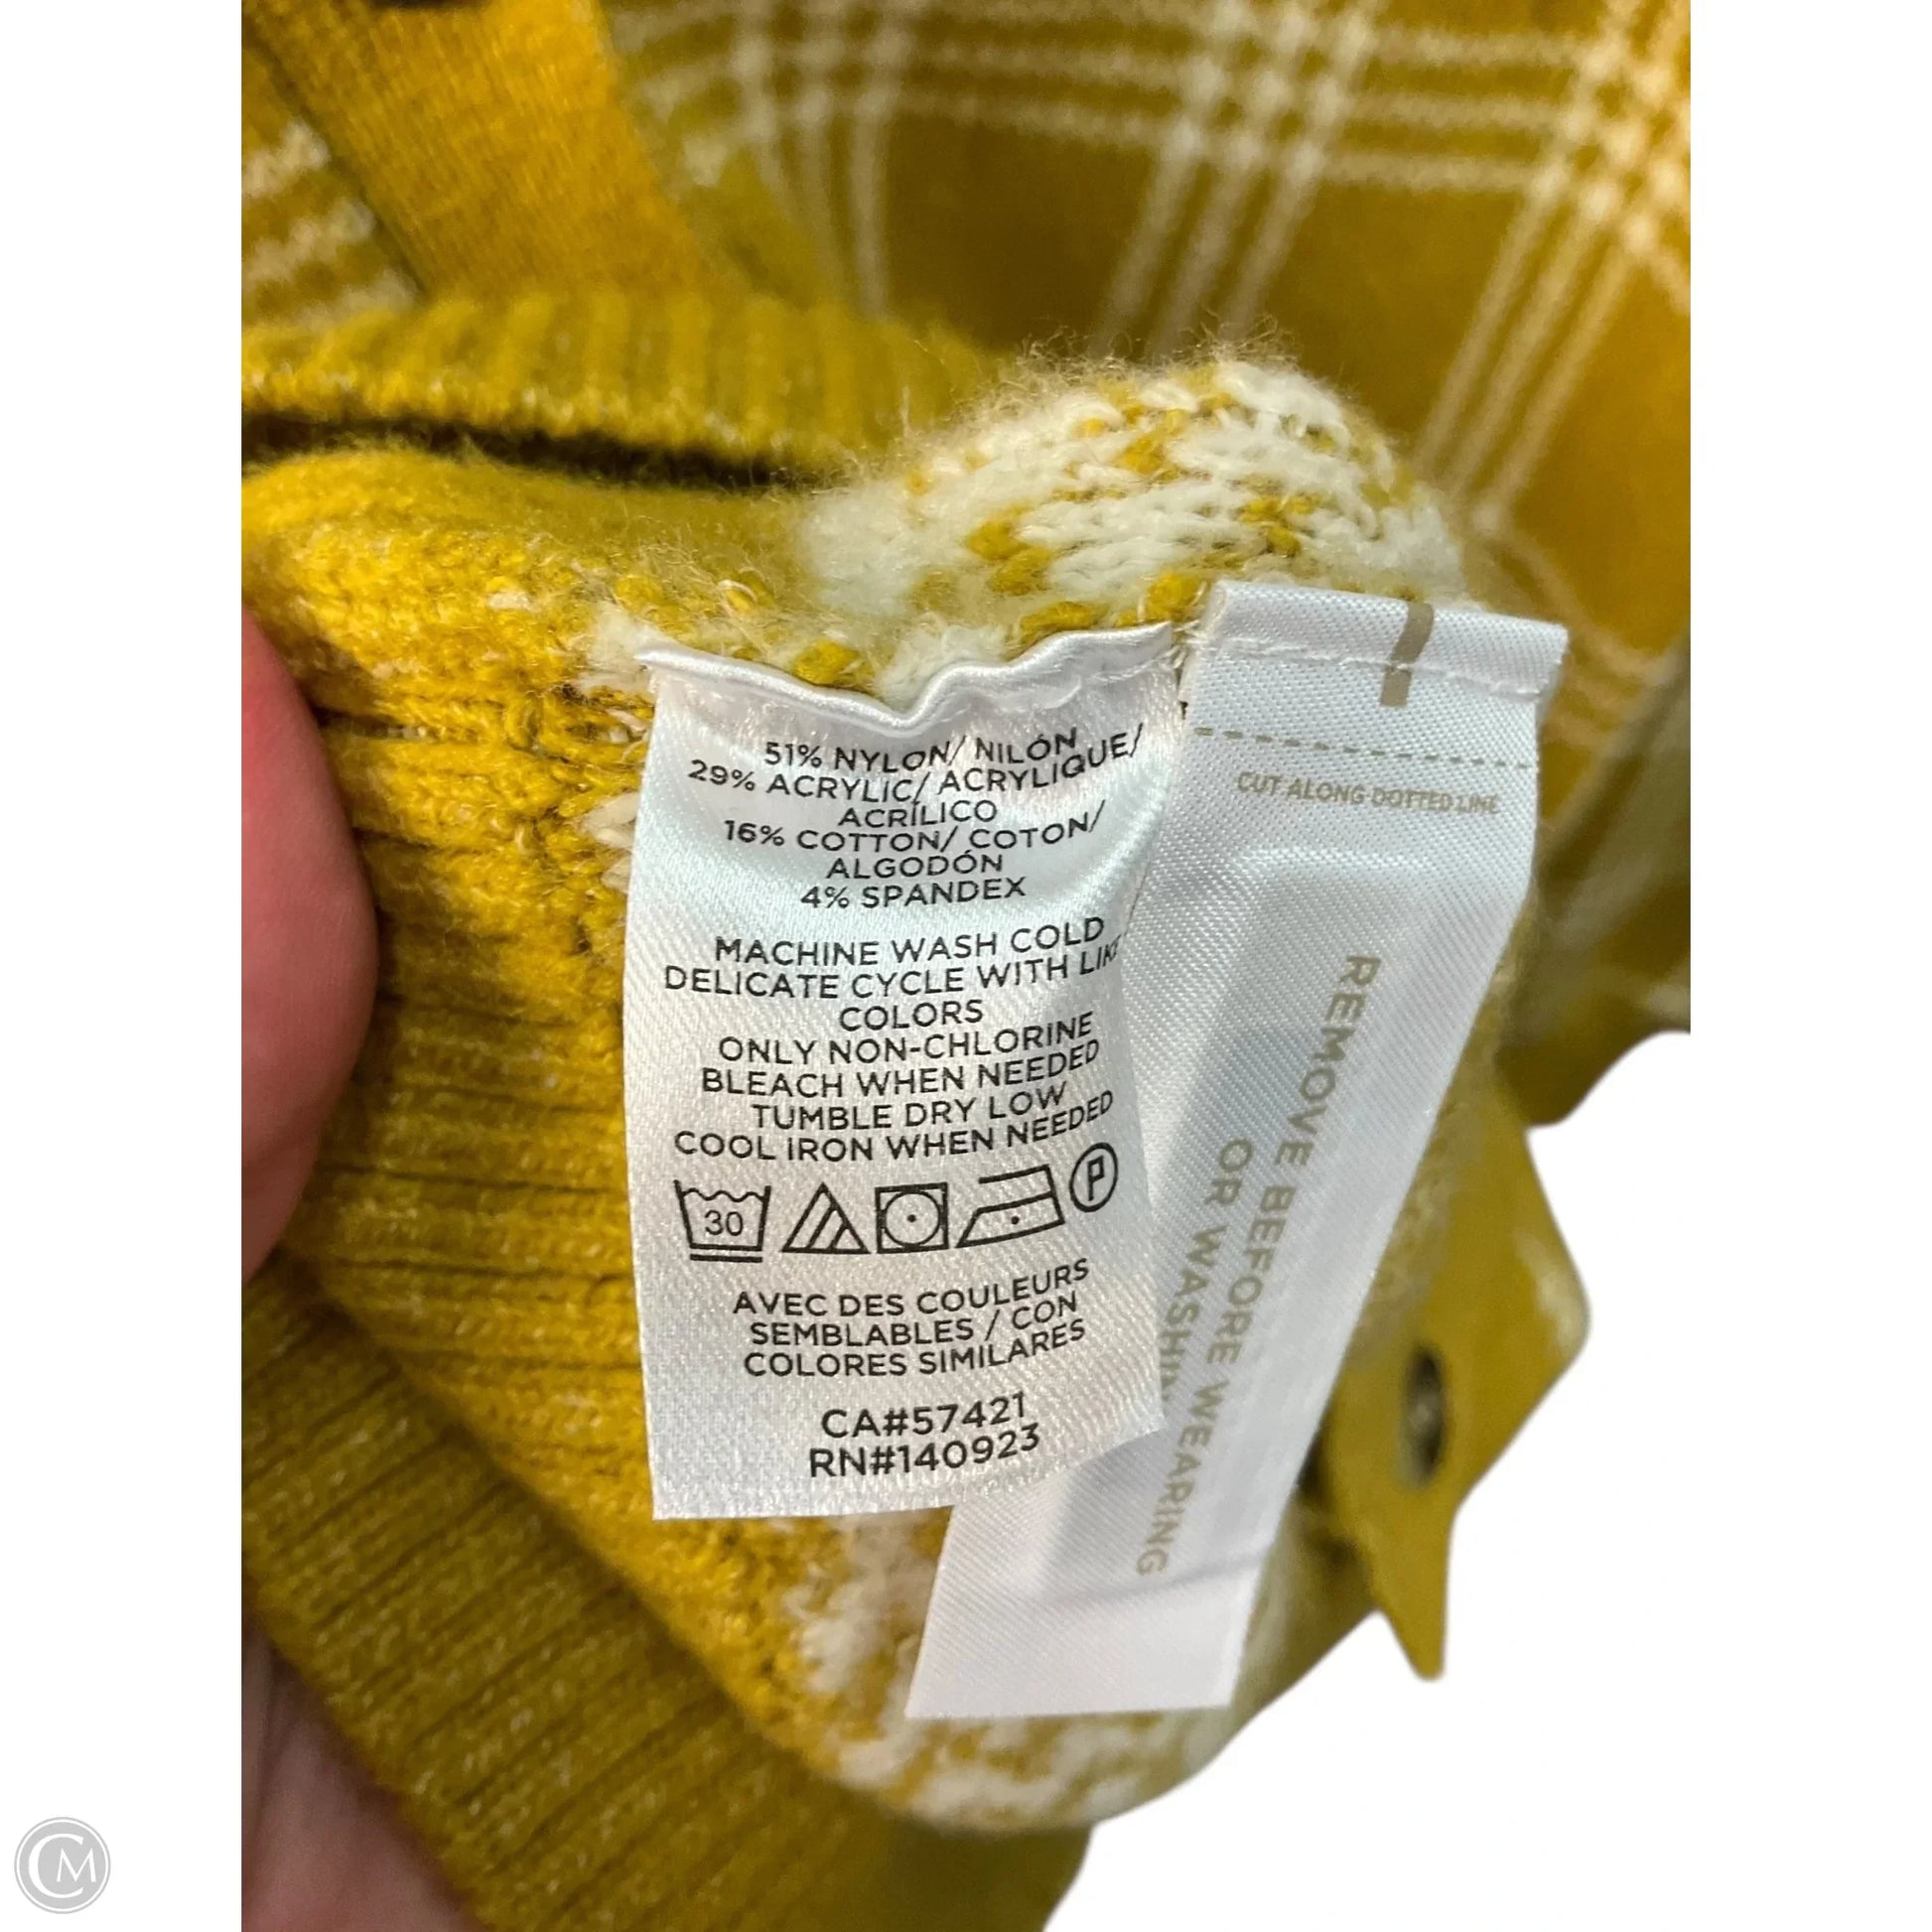 51% NYLON/ NILÓN
29% ACRYLIC/ ACRYLIQUE/
ACRÍLICO
16% COTTON/ COTON/
ALGODÓN
4% SPANDEX
MACHINE WASH COLD
DELICATE CYCLE WITH
COLORS
ONLY NON-CHLORINE
BLEACH WHEN NEEDED
TUMBLE DRY LOW
COOL IRON WHEN NEEDED
30
P
AVEC DES COULEURS
SEMBLABLES / CON
COLORES SIMILARES
CA#57421
RN#140923
CUT ALONG DOTTED LINE
REMOVE BEFORE WEARING
OR
CM